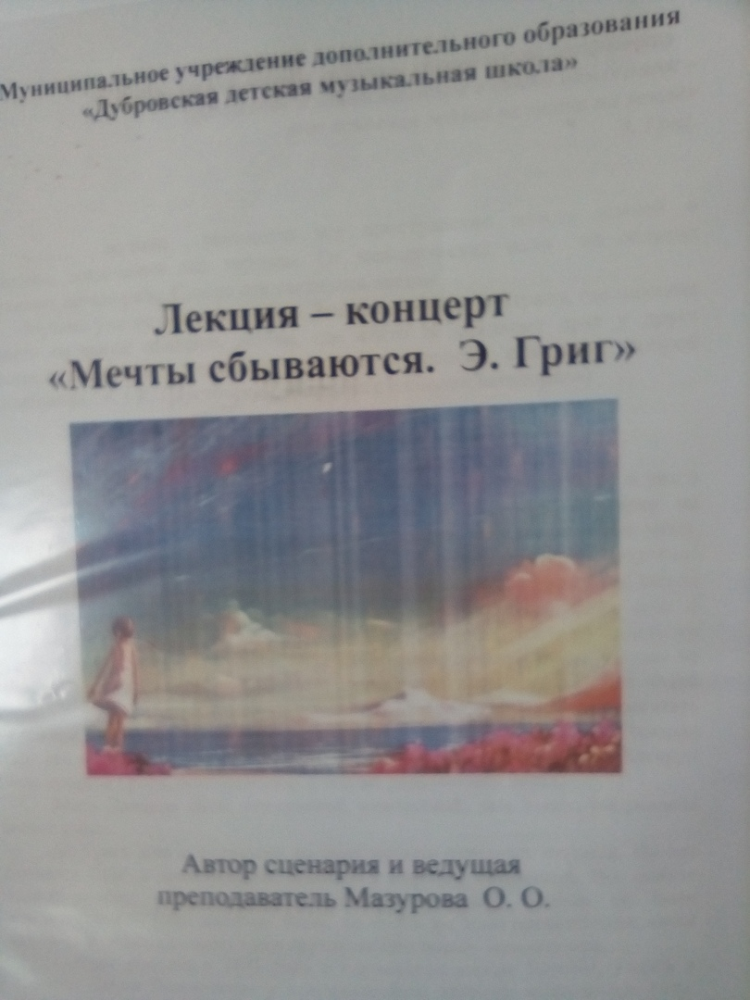 Муниципальное учреждение дополнительного образования
«Дубровская детская музыкальная школа»
Лекция – концерт
«Мечты сбываются. Э. Григ»
Автор сценария и ведущая
преподаватель Мазурова О. О.